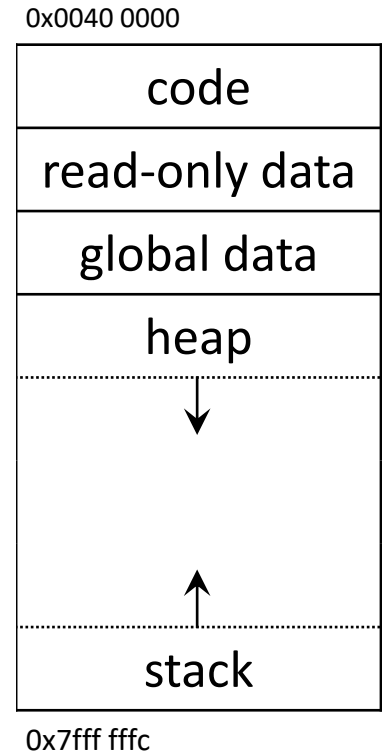 0x0040 0000
code
read-only data
global data
heap
stack
0x7fff fffc